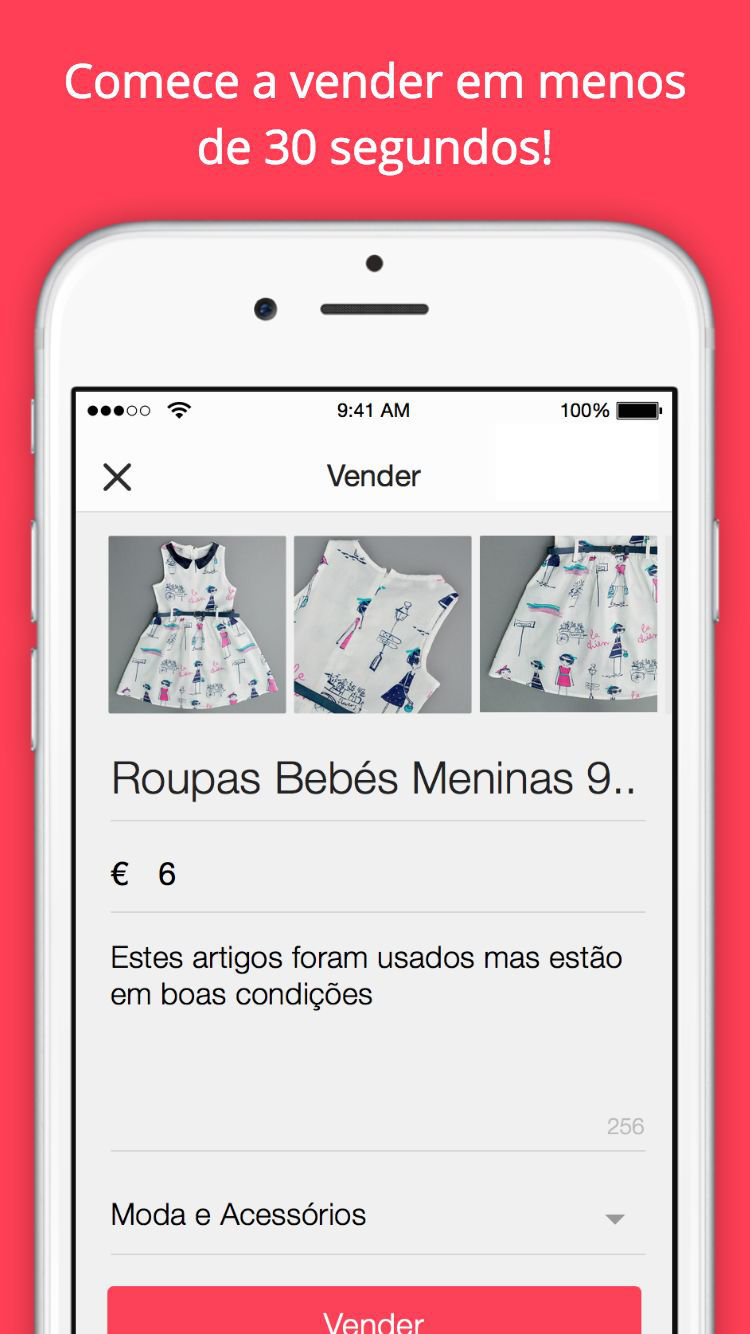 Comece a vender em menos
de 30 segundos!
9:41 AM
100%
Vender
Roupas Bebés Meninas 9..
€ 6
Estes artigos foram usados mas estão
em boas condições
256
Moda e Acessórios
Vender